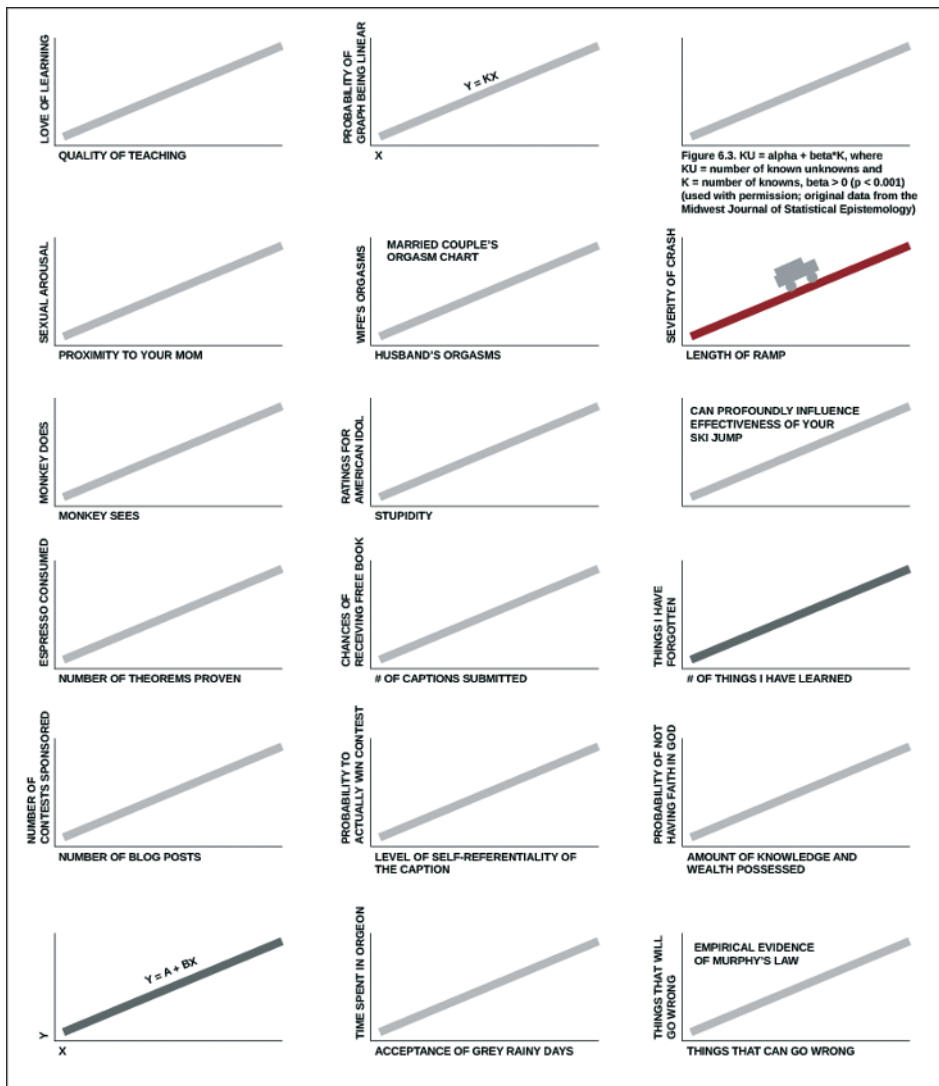 LOVE OF LEARNING
QUALITY OF TEACHING
PROBABILITY OF
GRAPH BEING LINEAR
Y = KX
X
Figure 6.3. KU = alpha + beta*K, where
KU = number of known unknowns and
K = number of knowns, beta > 0 (p < 0.001)
(used with permission; original data from the
Midwest Journal of Statistical Epistemology)
SEXUAL AROUSAL
PROXIMITY TO YOUR MOM
WIFE'S ORGASMS
MARRIED COUPLE'S
ORGASM CHART
HUSBAND'S ORGASMS
SEVERITY OF CRASH
LENGTH OF RAMP
MONKEY DOES
MONKEY SEES
RATINGS FOR
AMERICAN IDOL
STUPIDITY
CAN PROFOUNDLY INFLUENCE
EFFECTIVENESS OF YOUR
SKI JUMP
ESPRESSO CONSUMED
NUMBER OF THEOREMS PROVEN
CHANCES OF
RECEIVING FREE BOOK
# OF CAPTIONS SUBMITTED
THINGS I HAVE
FORGOTTEN
# OF THINGS I HAVE LEARNED
NUMBER OF
CONTESTS SPONSORED
NUMBER OF BLOG POSTS
PROBABILITY TO
ACTUALLY WIN CONTEST
LEVEL OF SELF-REFERENTIALITY OF
THE CAPTION
PROBABILITY OF NOT
HAVING FAITH IN GOD
AMOUNT OF KNOWLEDGE AND
WEALTH POSSESSED
Y
Y = A + BX
X
TIME SPENT IN ORGEON
ACCEPTANCE OF GREY RAINY DAYS
THINGS THAT WILL
GO WRONG
EMPIRICAL EVIDENCE
OF MURPHY'S LAW
THINGS THAT CAN GO WRONG